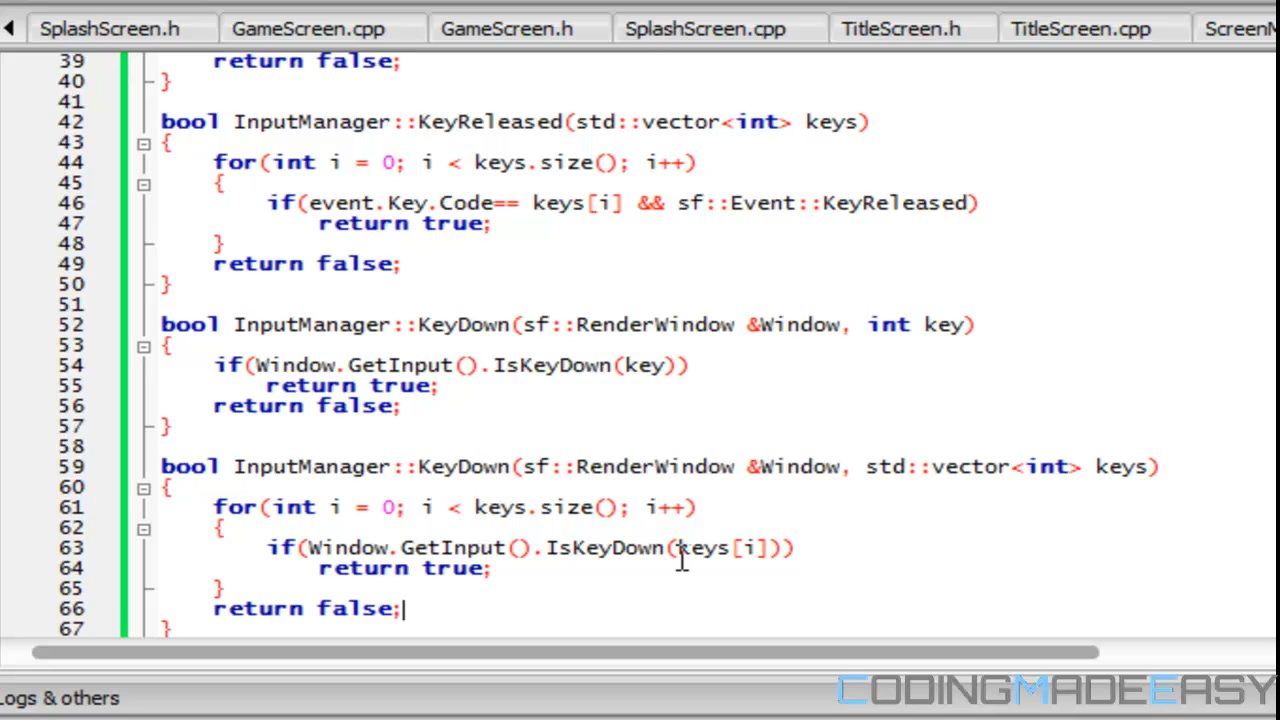 SplashScreen.h GameScreen.cpp GameScreen.h SplashScreen.cpp TitleScreen.h TitleScreen.cpp ScreenM
39 return false;
40 }
41
42 bool InputManager::KeyReleased(std::vector<int> keys)
43 {
44 for(int i = 0; i < keys.size(); i++)
45 {
46 if(event.Key.Code== keys[i] && sf::Event::KeyReleased)
47 return true;
48 }
49 return false;
50 }
51
52 bool InputManager::KeyDown(sf::RenderWindow &Window, int key)
53 {
54 if(Window.GetInput().IsKeyDown(key))
55 return true;
56 return false;
57 }
58
59 bool InputManager::KeyDown(sf::RenderWindow &Window, std::vector<int> keys)
60 {
61 for(int i = 0; i < keys.size(); i++)
62 {
63 if(Window.GetInput().IsKeyDown(keys[i]))
64 return true;
65 }
66 return false;
67 }
Logs & others
CODINGMADEEASY